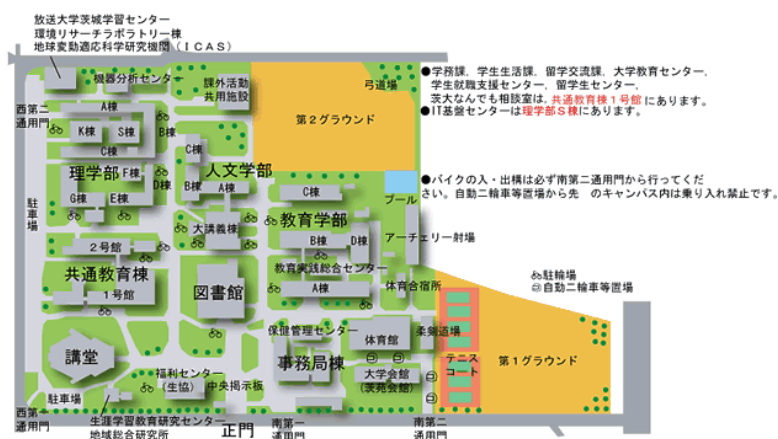 放送大学茨城学習センター
環境リサーチラボラトリー棟
地球変動適応科学研究機関（ＩＣＡＳ）
機器分析センター
課外活動
共用施設
弓道場
●学務課．学生生活課．留学交流課．大学教育センター．
学生就職支援センター．留学生センター．
茨大なんでも相談室は，共通教育棟１号館にあります。
●IT基盤センターは理学部Ｓ棟にあります。
西第二
通用門
A棟
K棟
S棟
B棟
C棟
第２グラウンド
理学部
F棟
D棟
G棟
E棟
C棟
人文学部
B棟
A棟
●バイクの入・出構は必ず南第二通用門から行ってくだ
さい。自動二輪車等置場から先　のキャンパス内は乗り入れ禁止です。
プール
駐車場
C棟
教育学部
大講義棟
B棟
D棟
アーチェリー射場
２号館
共通教育棟
１号館
図書館
教育実践総合センター
A棟
体育合宿所
駐輪場
自動二輪車等置場
講堂
保健管理センター
体育館
柔剣道場
事務局棟
テニス
コート
第１グラウンド
福利センター
（生協）
中央掲示板
大学会館
（茨苑会館）
駐車場
西第一
通用門
生涯学習教育研究センター
地域総合研究所
正門
南第一
通用門
南第二
通用門